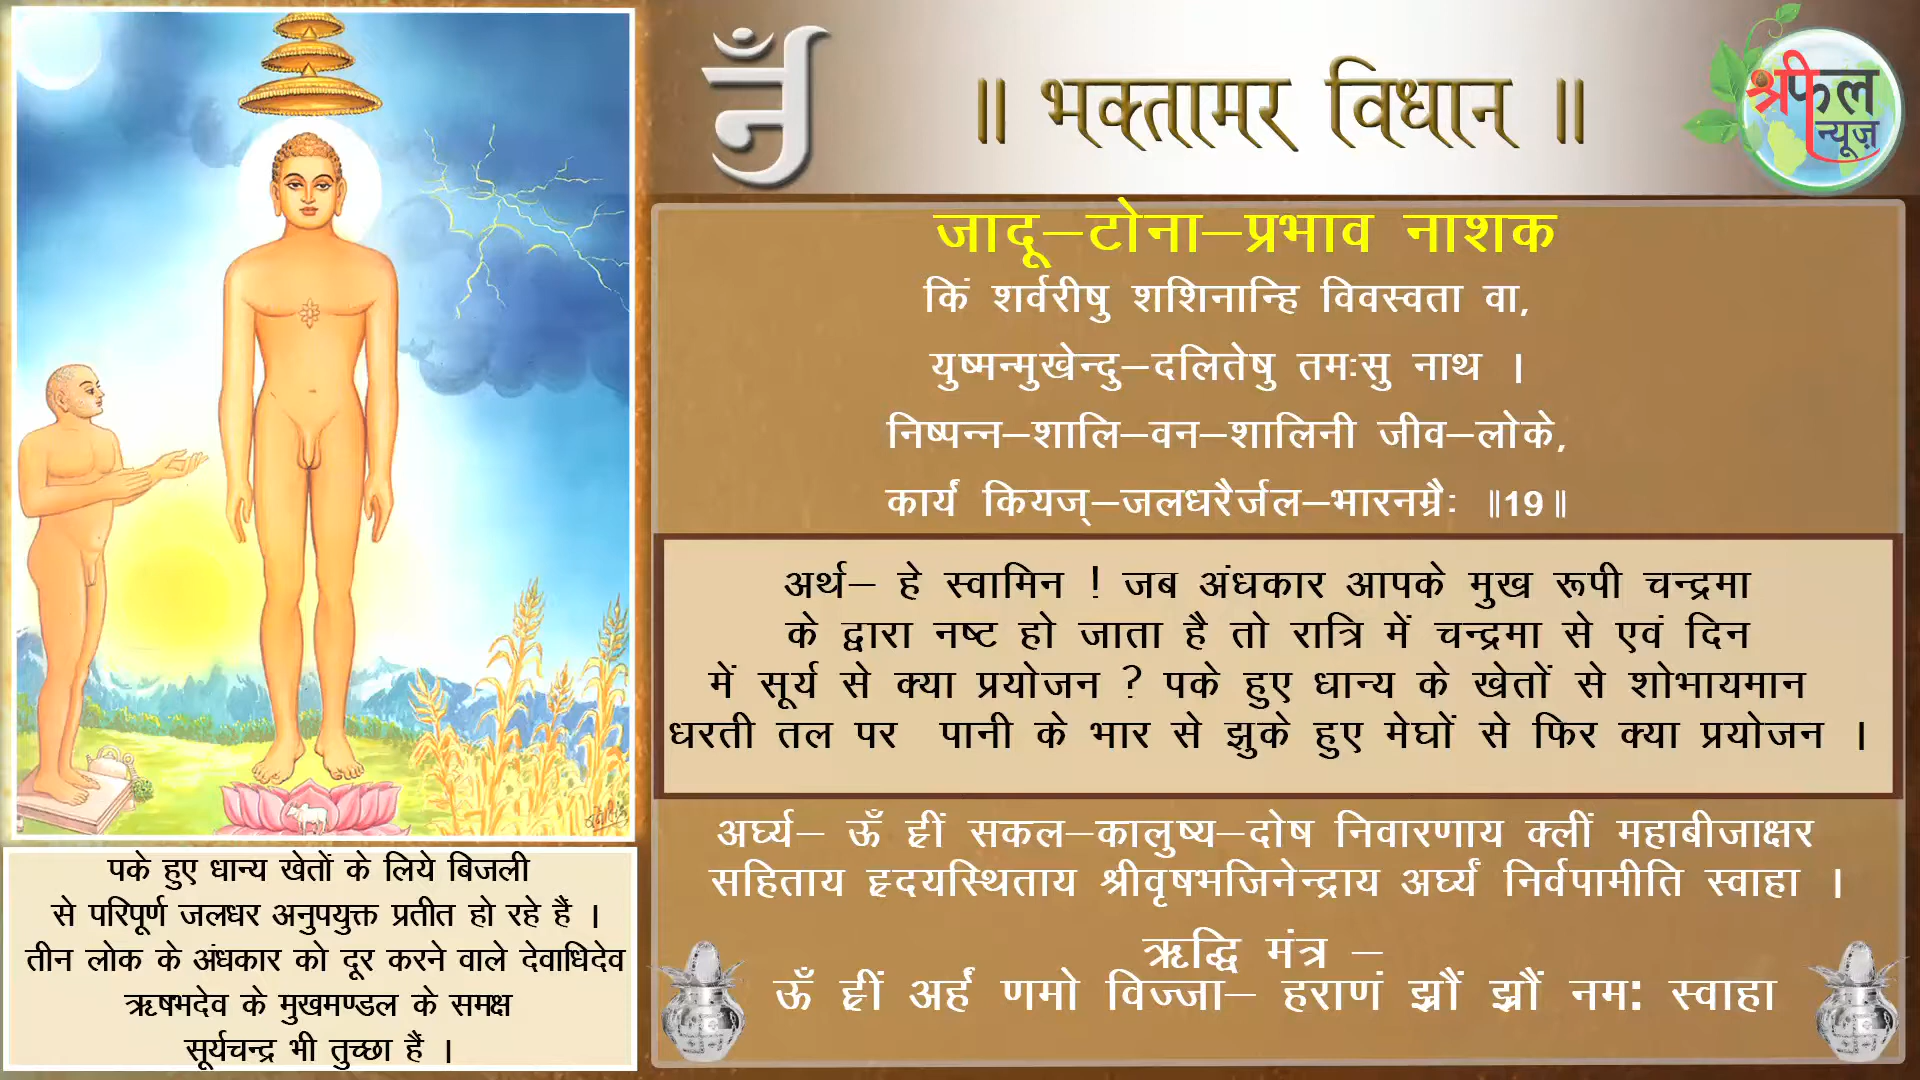 ॥ भक्तामर विधान ॥
श्रीफल
न्यूज़
जादू–टोना–प्रभाव नाशक
किं शर्वरीषु शशिनान्हि विवस्वता वा,
युष्मन्मुखेन्दु–दलितेषु तमःसु नाथ ।
निष्पन्न–शालि–वन–शालिनी जीव–लोके,
कार्यं कियज्–जलधरैर्जल–भारनम्रैः ॥19॥
अर्थ– हे स्वामिन ! जब अंधकार आपके मुख रूपी चन्द्रमा
के द्वारा नष्ट हो जाता है तो रात्रि में चन्द्रमा से एवं दिन
में सूर्य से क्या प्रयोजन ? पके हुए धान्य के खेतों से शोभायमान
धरती तल पर पानी के भार से झुके हुए मेघों से फिर क्या प्रयोजन ।
अर्घ्य– ऊँ ह्रीं सकल–कालुष्य–दोष निवारणाय क्लीं महाबीजाक्षर
सहिताय हृदयस्थिताय श्रीवृषभजिनेन्द्राय अर्घ्यं निर्वपामीति स्वाहा ।
ऋद्धि मंत्र –
ऊँ ह्रीं अर्हं णमो विज्जा– हराणं झ्रौं झ्रौं नम: स्वाहा
पके हुए धान्य खेतों के लिये बिजली
से परिपूर्ण जलधर अनुपयुक्त प्रतीत हो रहे हैं ।
तीन लोक के अंधकार को दूर करने वाले देवाधिदेव
ऋषभदेव के मुखमण्डल के समक्ष
सूर्यचन्द्र भी तुच्छा हैं ।